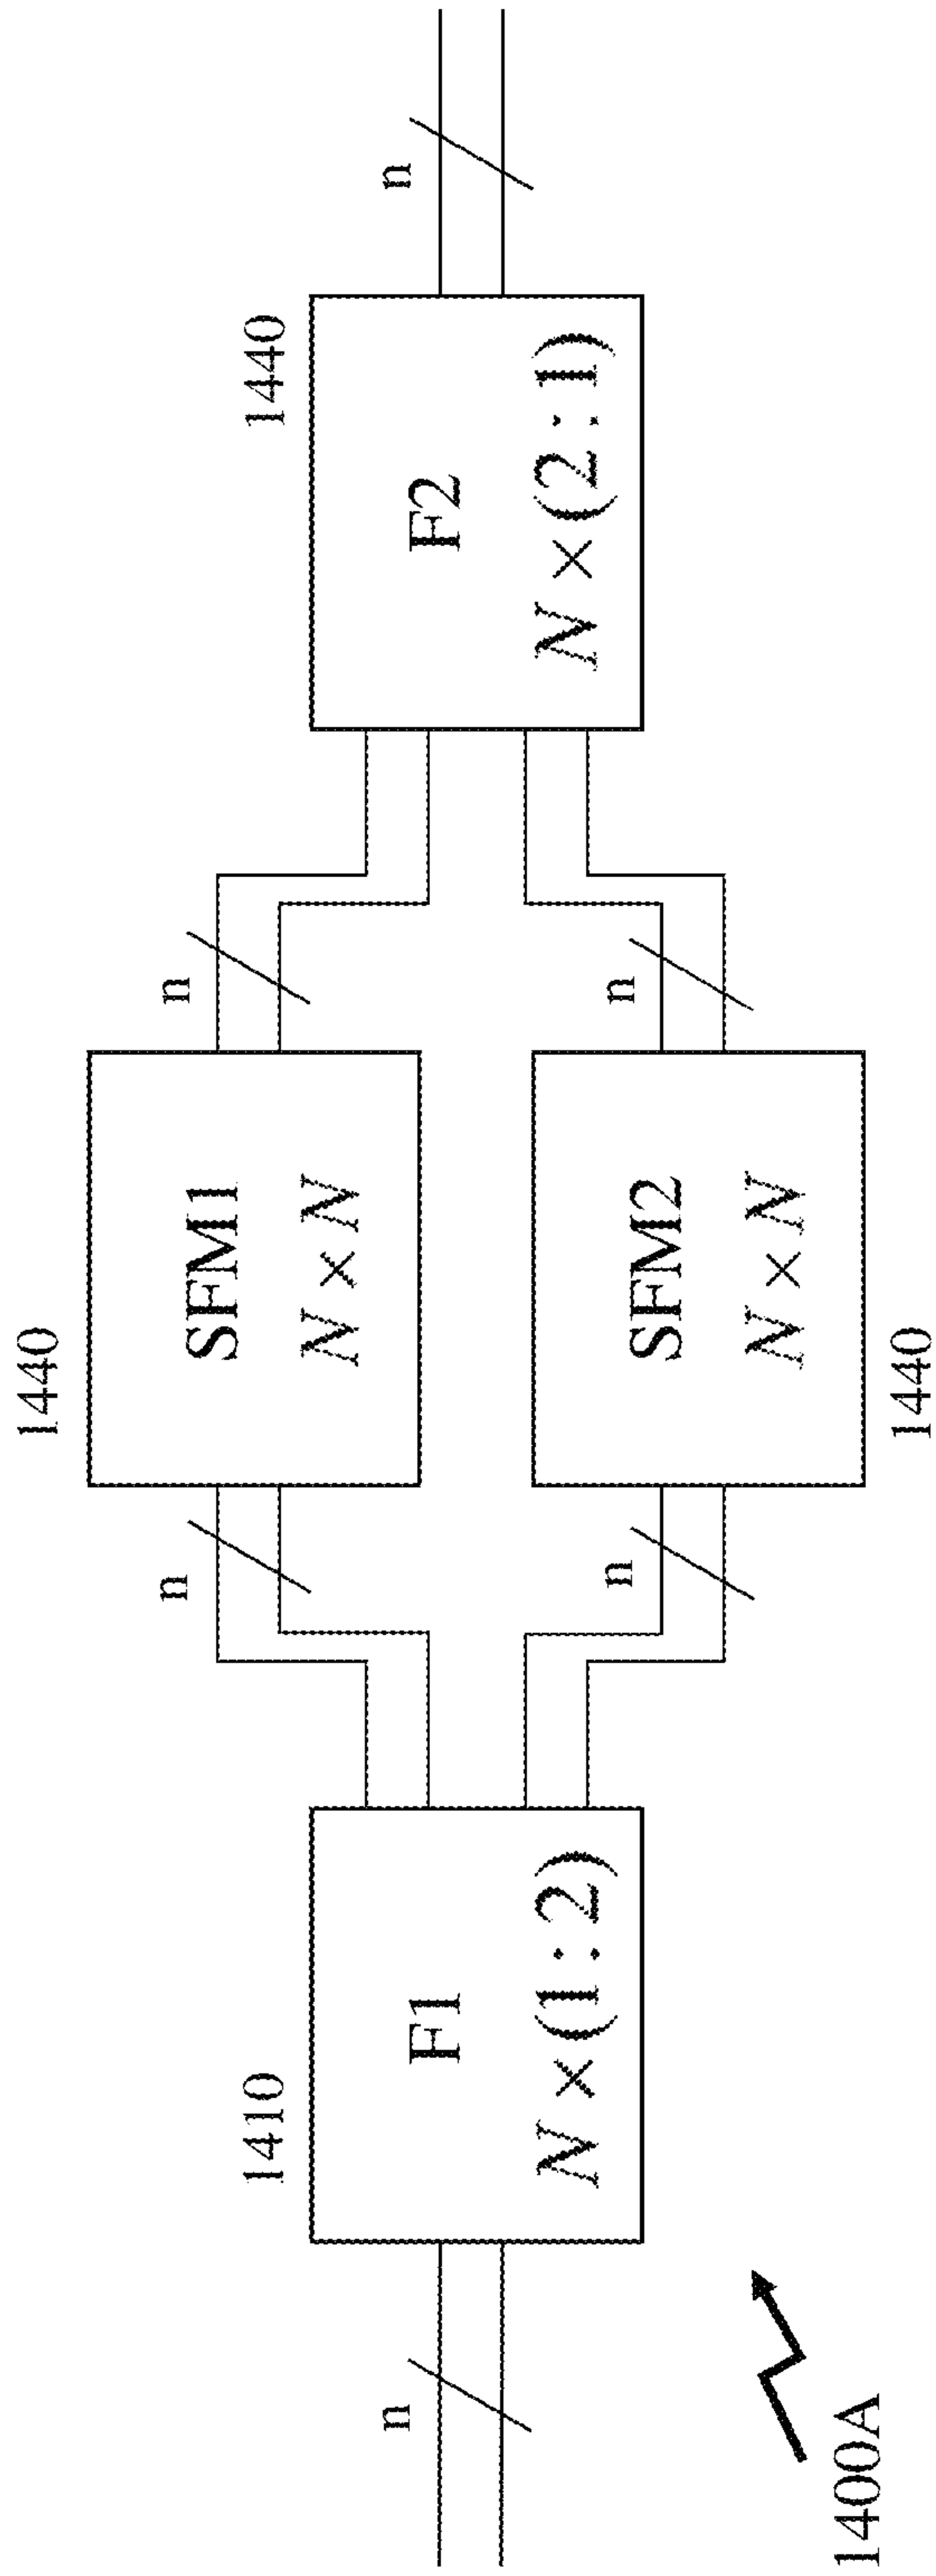 1440
n
n
SFM1
N × N
1410
1440
n
n
F1
N × (1 : 2)
F2
N × (2 : 1)
n
n
SFM2
N × N
1440
1400A